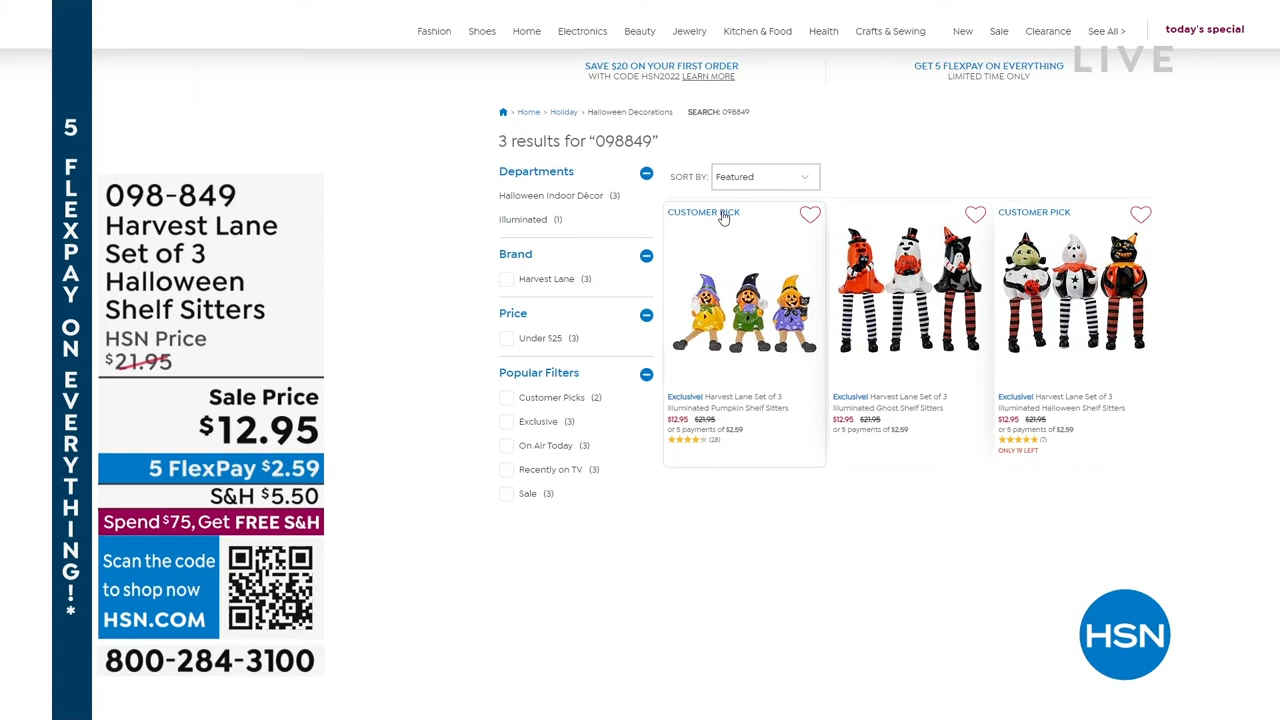 Fashion Shoes Home Electronics Beauty Jewelry Kitchen & Food Health Crafts & Sewing New Sale Clearance See All > today's special
LIVE
SAVE $20 ON YOUR FIRST ORDER
WITH CODE HSN2022 LEARN MORE
GET 5 FLEXPAY ON EVERYTHING
LIMITED TIME ONLY
Home > Holiday > Halloween Decorations SEARCH: 098849
3 results for “098849”
SORT BY: Featured
Departments
Halloween Indoor Décor (3)
Illuminated (1)
Brand
Harvest Lane (3)
Price
Under $25 (3)
Popular Filters
Customer Picks (2)
Exclusive (3)
On Air Today (3)
Recently on TV (3)
Sale (3)
CUSTOMER PICK
Exclusive! Harvest Lane Set of 3
Illuminated Pumpkin Shelf Sitters
$12.95 $21.95
or 5 payments of $2.59
(28)
Exclusive! Harvest Lane Set of 3
Illuminated Ghost Shelf Sitters
$12.95 $21.95
or 5 payments of $2.59
CUSTOMER PICK
Exclusive! Harvest Lane Set of 3
Illuminated Halloween Shelf Sitters
$12.95 $21.95
or 5 payments of $2.59
(7)
ONLY 19 LEFT
5 FLEXPAY ON EVERYTHING!*
098-849
Harvest Lane
Set of 3
Halloween
Shelf Sitters
HSN Price
$21.95
Sale Price
$12.95
5 FlexPay $2.59
S&H $5.50
Spend $75, Get FREE S&H
Scan the code
to shop now
HSN.COM
800-284-3100
HSN